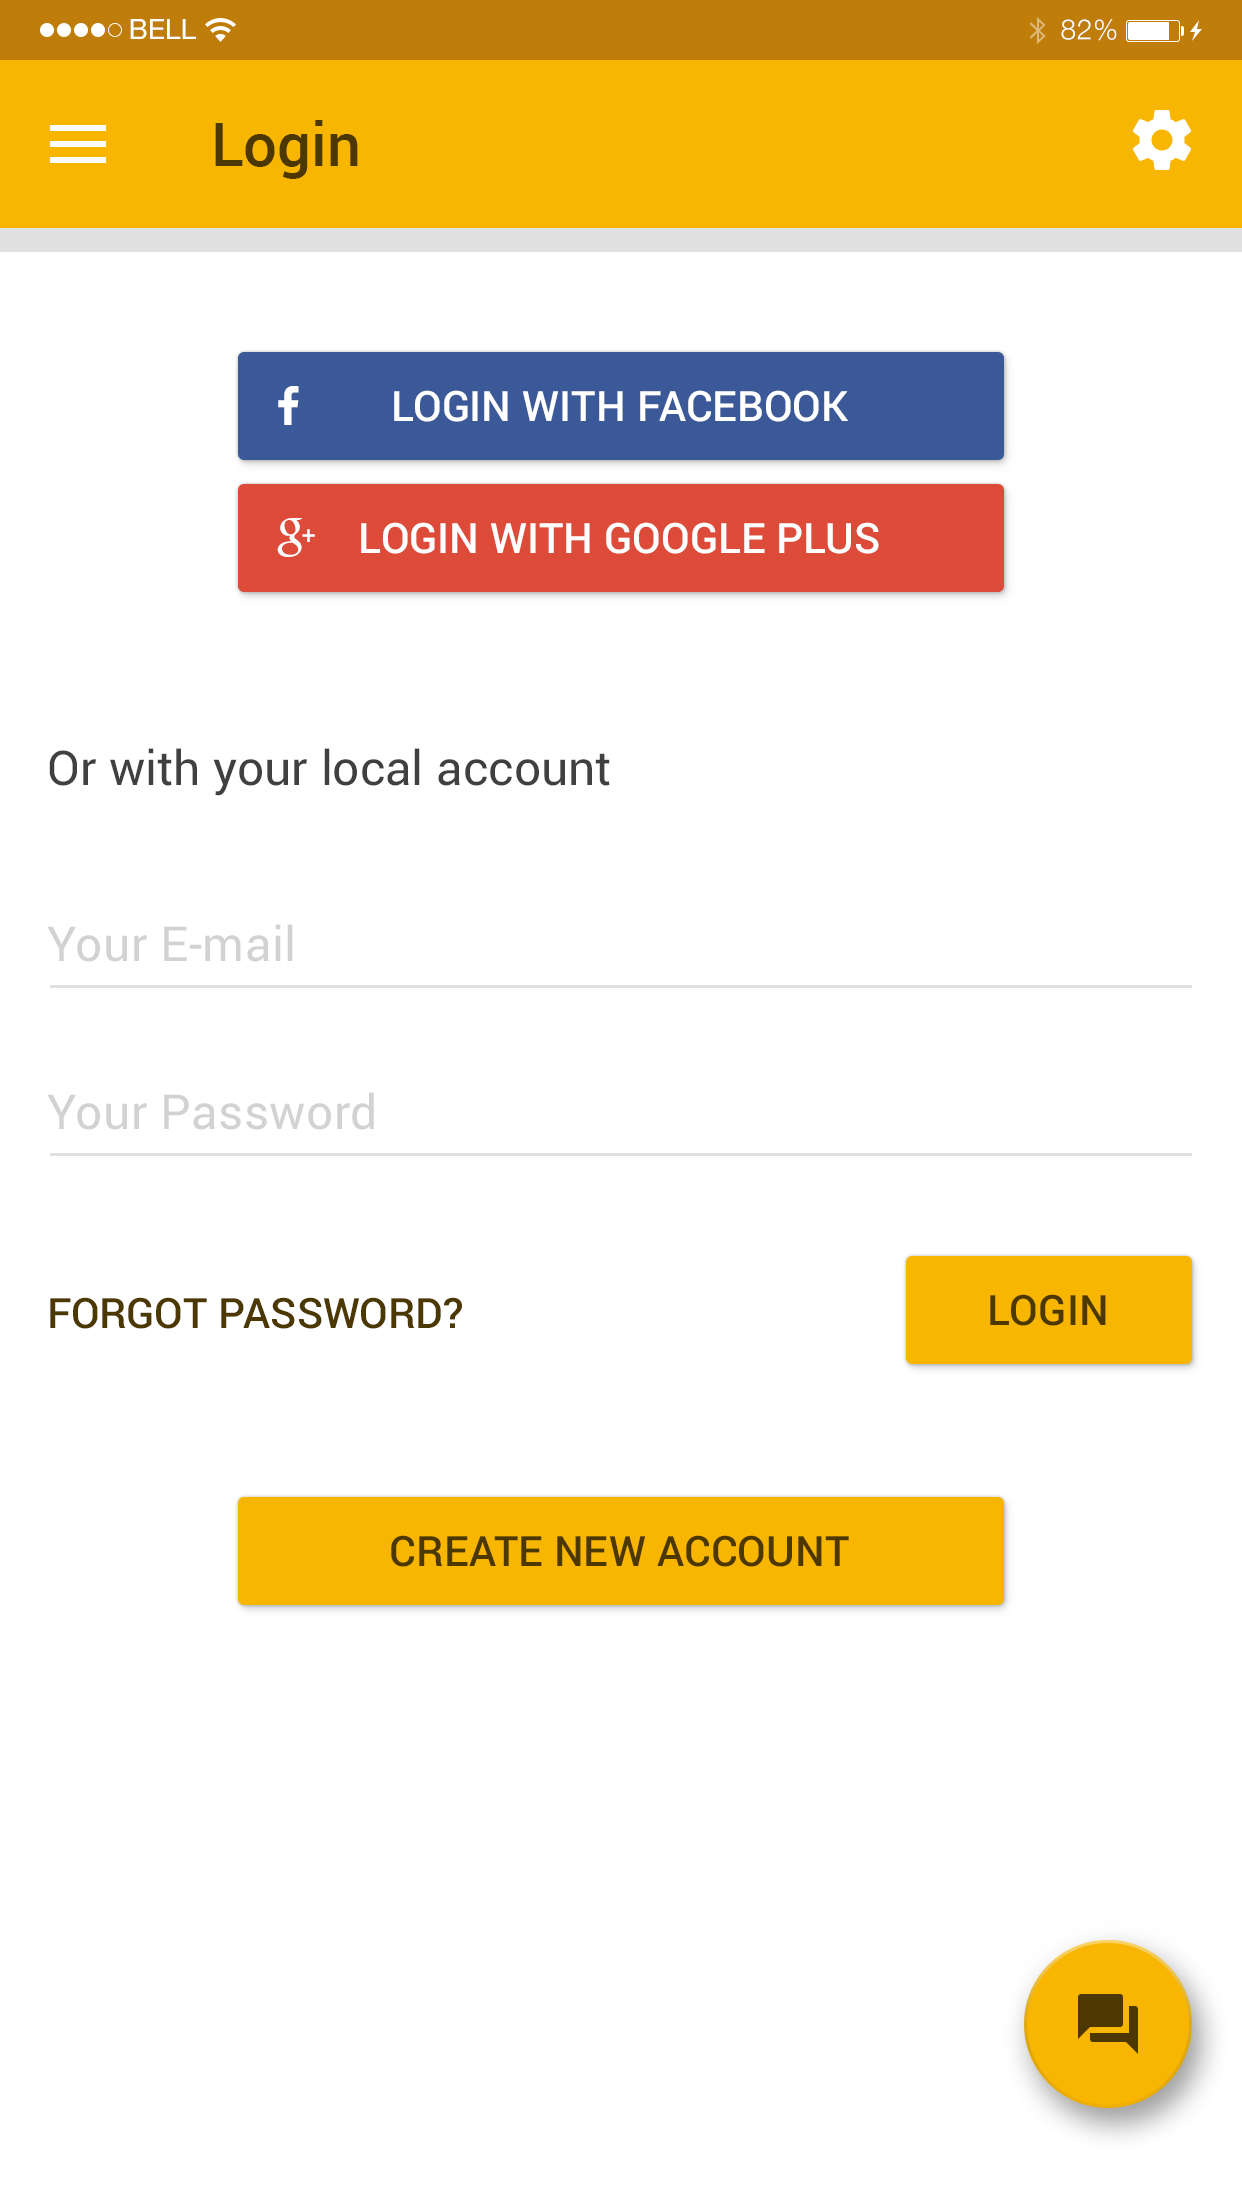 BELL 82%
Login
f LOGIN WITH FACEBOOK
g+ LOGIN WITH GOOGLE PLUS
Or with your local account
Your E-mail
Your Password
FORGOT PASSWORD? LOGIN
CREATE NEW ACCOUNT